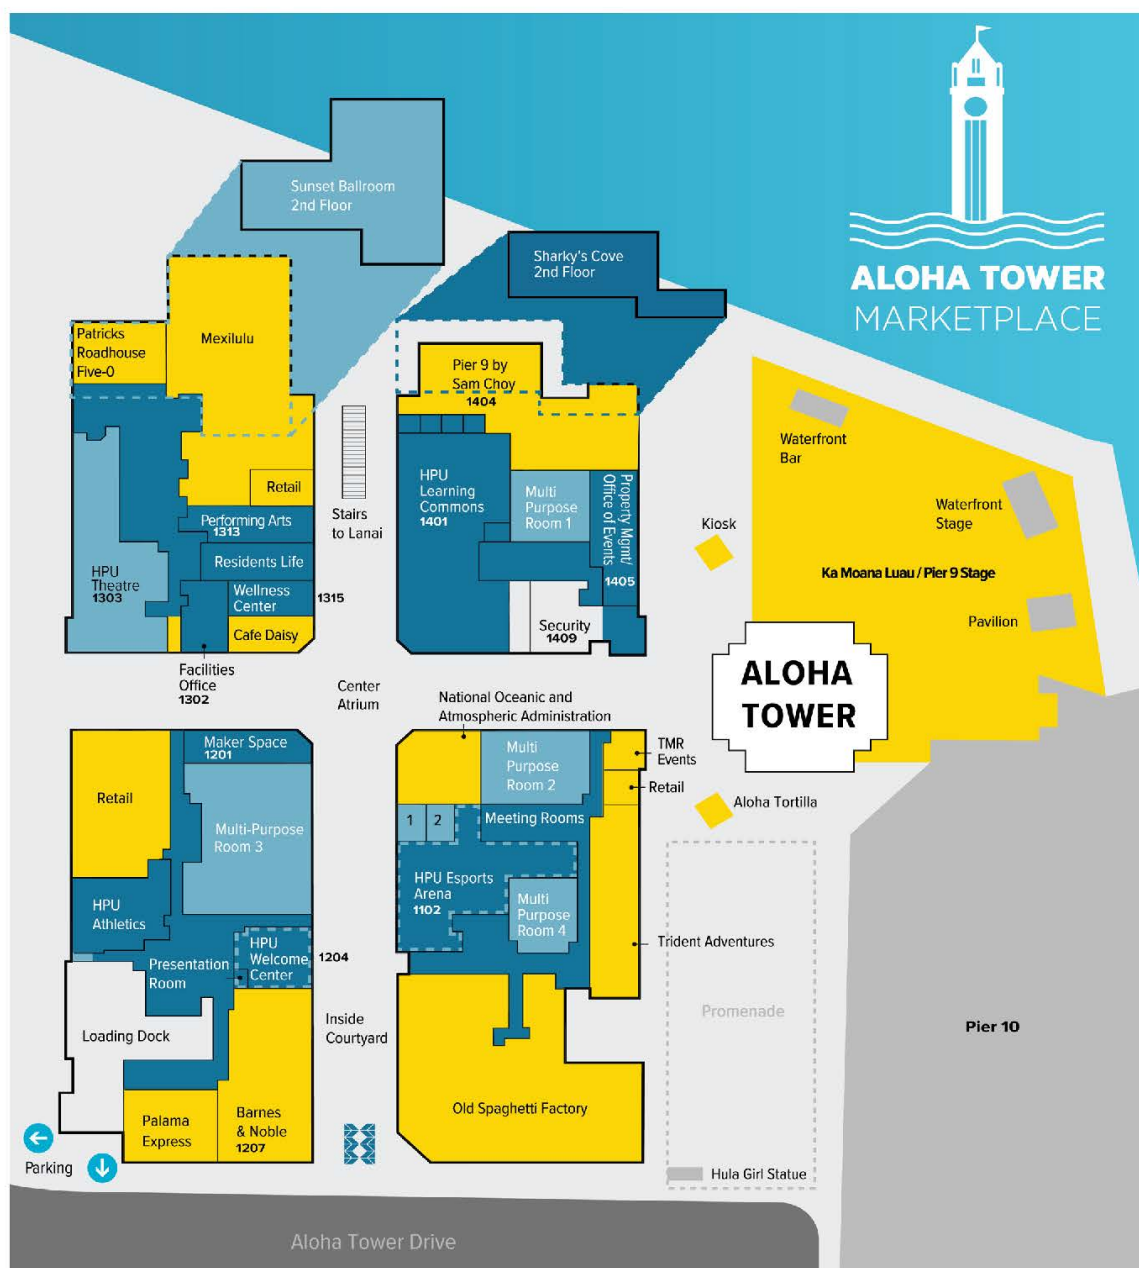 ALOHA TOWER
MARKETPLACE
Sunset Ballroom
2nd Floor
Sharky's Cove
2nd Floor
Patricks
Roadhouse
Five-O
Mexilulu
Pier 9 by
Sam Choy
1404
Waterfront
Bar
Waterfront
Stage
Kiosk
Ka Moana Luau / Pier 9 Stage
Pavilion
Retail
Stairs
to Lanai
HPU
Learning
Commons
1401
Multi
Purpose
Room 1
Property Mgmt/
Office of Events
1405
Performing Arts
1313
Residents Life
HPU
Theatre
1303
Wellness
Center
1315
Cafe Daisy
Security
1409
Facilities
Office
1302
Center
Atrium
National Oceanic and
Atmospheric Administration
ALOHA
TOWER
Maker Space
1201
Retail
Multi-Purpose
Room 3
Multi
Purpose
Room 2
TMR
Events
Retail
Aloha Tortilla
1
2
Meeting Rooms
HPU
Athletics
HPU Esports
Arena
1102
Multi
Purpose
Room 4
Trident Adventures
HPU
Welcome
Center
1204
Presentation
Room
Loading Dock
Inside
Courtyard
Promenade
Pier 10
Palama
Express
Barnes
& Noble
1207
Old Spaghetti Factory
Parking
Hula Girl Statue
Aloha Tower Drive